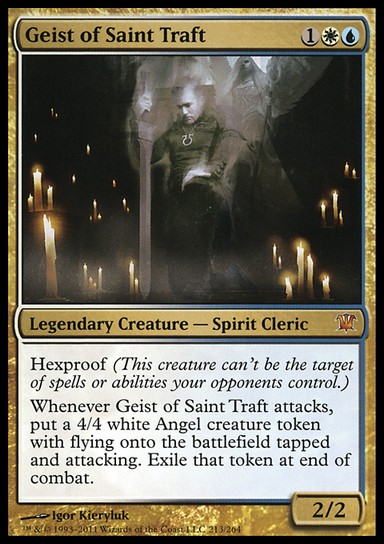 Geist of Saint Traft 1
Legendary Creature — Spirit Cleric
Hexproof (This creature can't be the target
of spells or abilities your opponents control.)
Whenever Geist of Saint Traft attacks,
put a 4/4 white Angel creature token
with flying onto the battlefield tapped
and attacking. Exile that token at end of
combat.
2/2
Igor Kieryluk
™ & © 1993–2011 Wizards of the Coast LLC 213/264